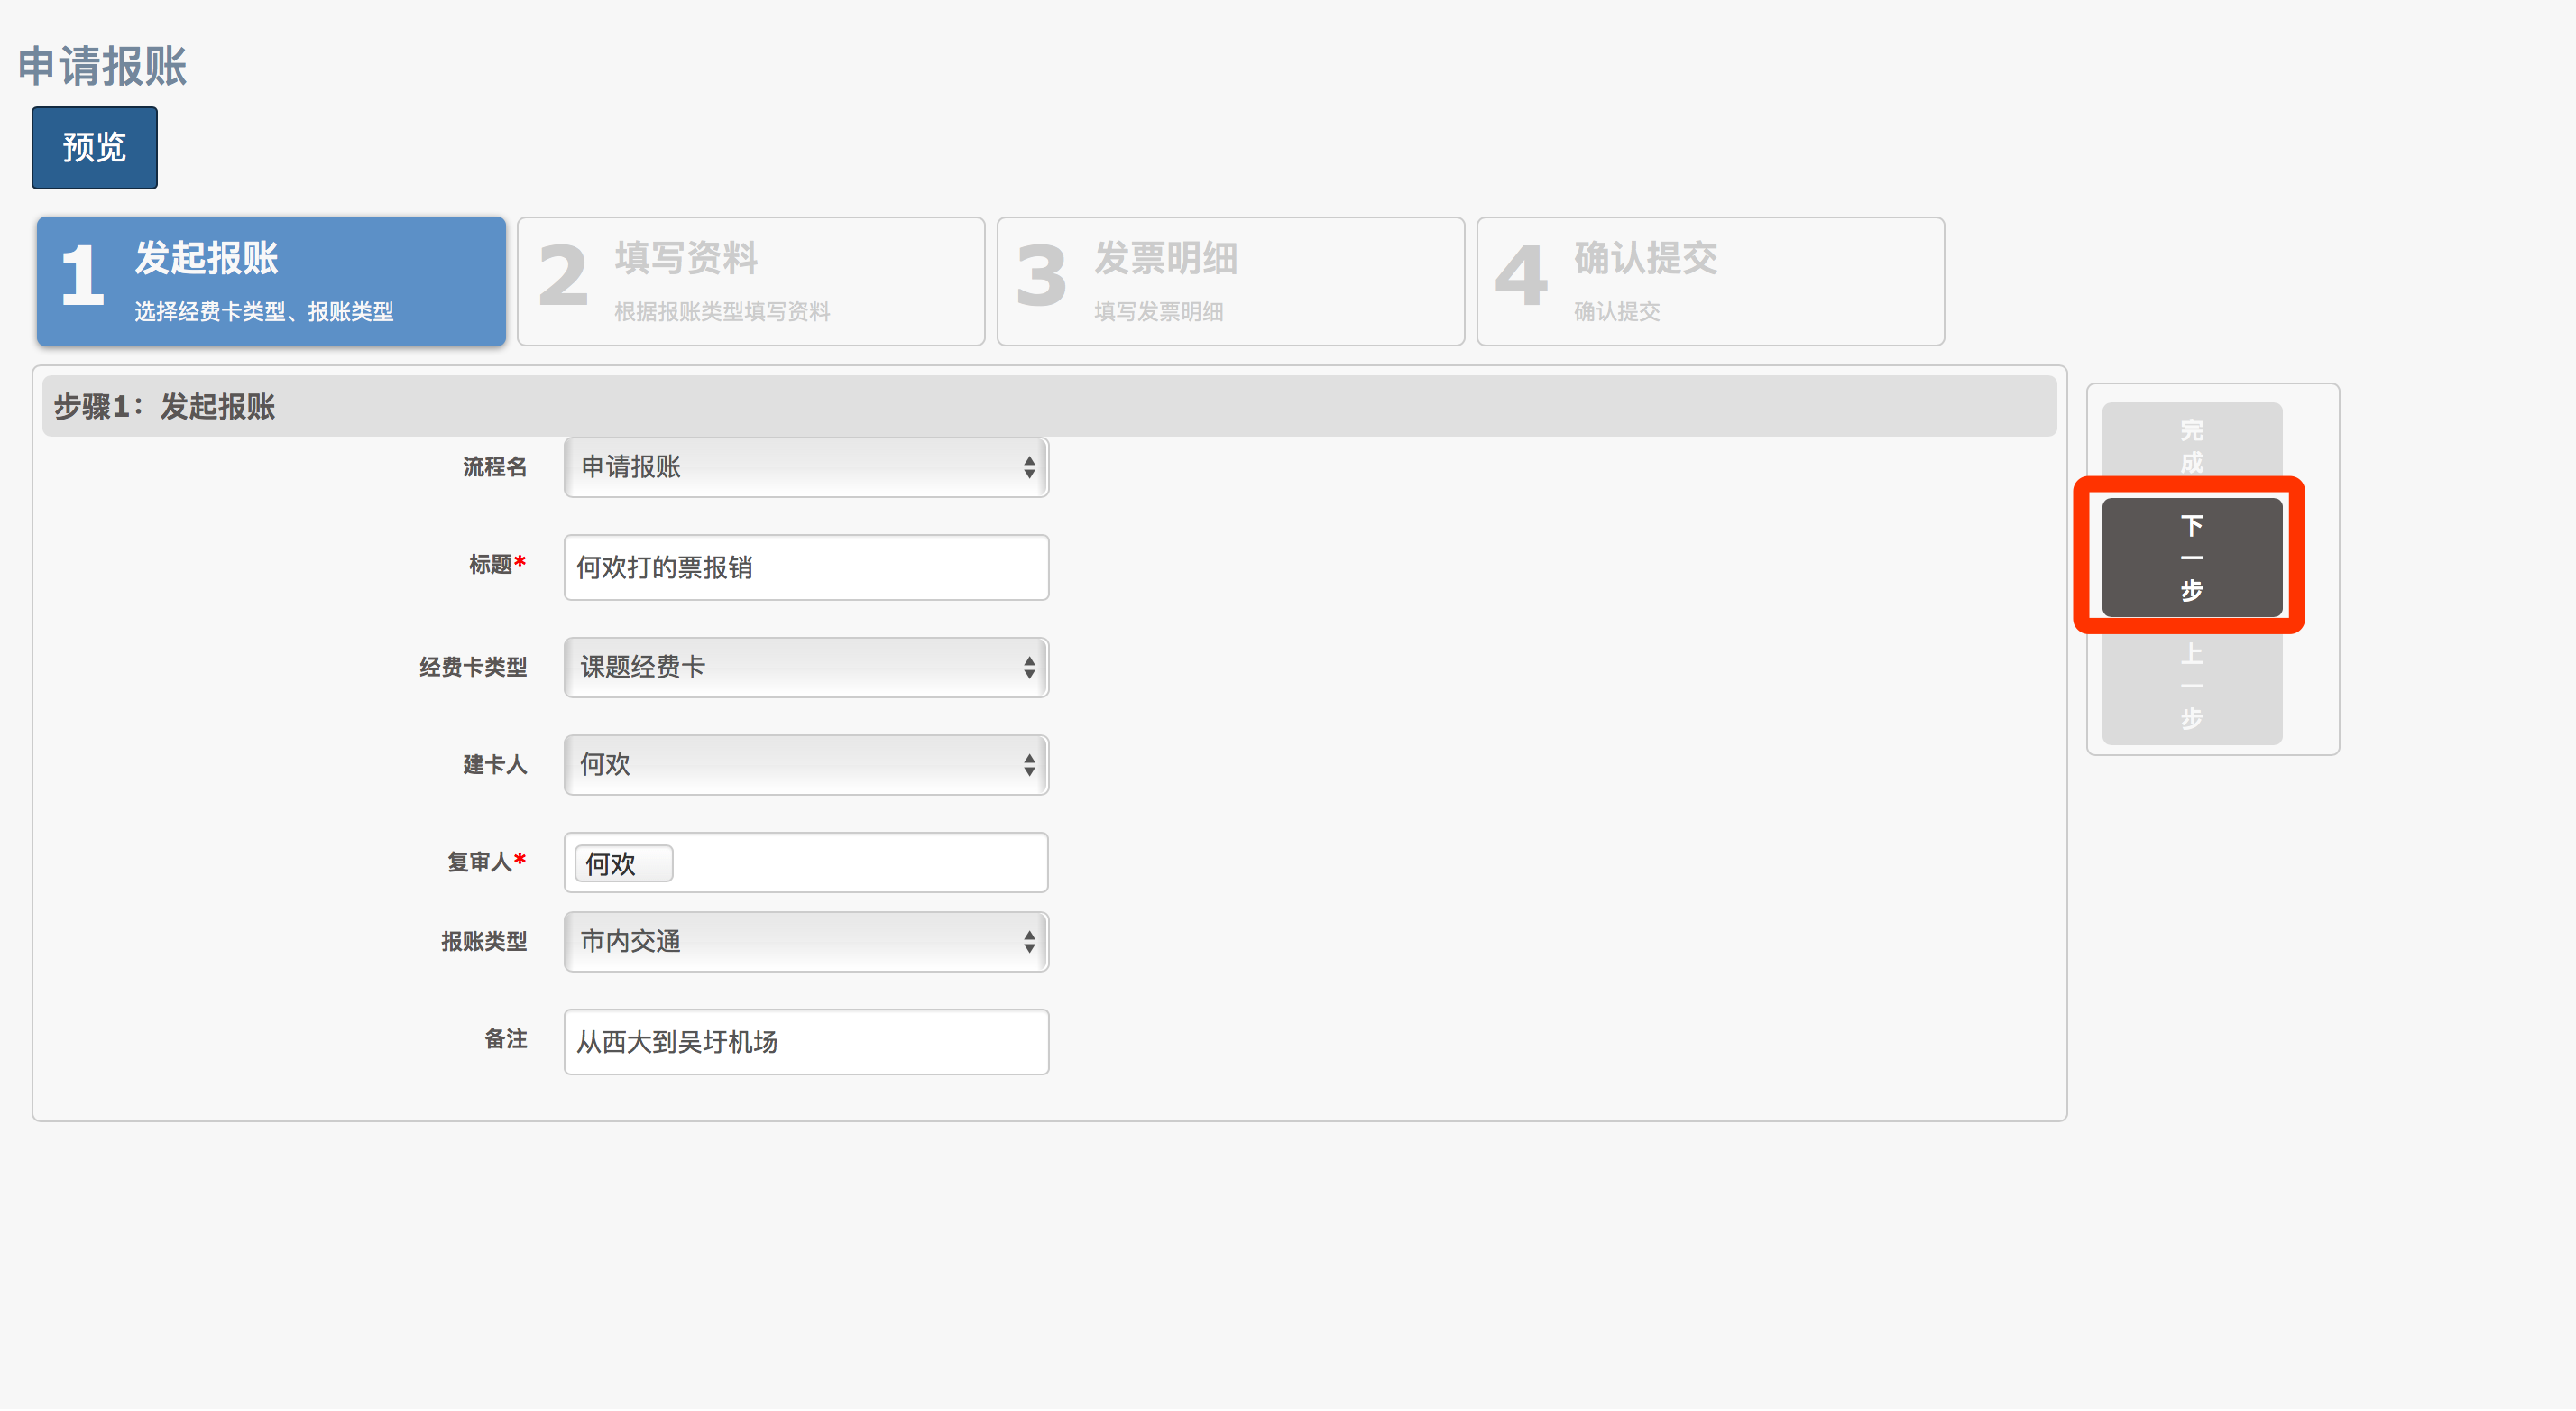 申请报账
预览
1 发起报账
选择经费卡类型、报账类型
2 填写资料
根据报账类型填写资料
3 发票明细
填写发票明细
4 确认提交
确认提交
步骤1：发起报账
流程名 申请报账
标题* 何欢打的票报销
经费卡类型 课题经费卡
建卡人 何欢
复审人* 何欢
报账类型 市内交通
备注 从西大到吴圩机场
完
成
下
一
步
上
一
步